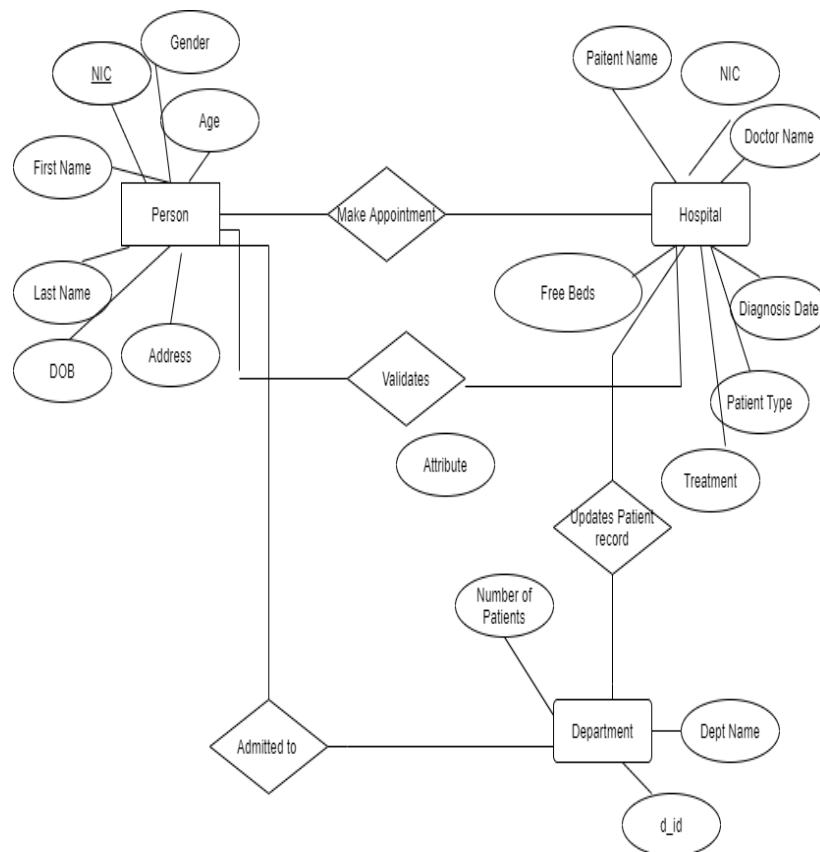 Gender
Paitent Name
NIC
NIC
Age
Doctor Name
First Name
Person
Make Appointment
Hospital
Last Name
Free Beds
Diagnosis Date
DOB
Address
Validates
Patient Type
Attribute
Treatment
Updates Patient
record
Number of
Patients
Department
Dept Name
Admitted to
d_id